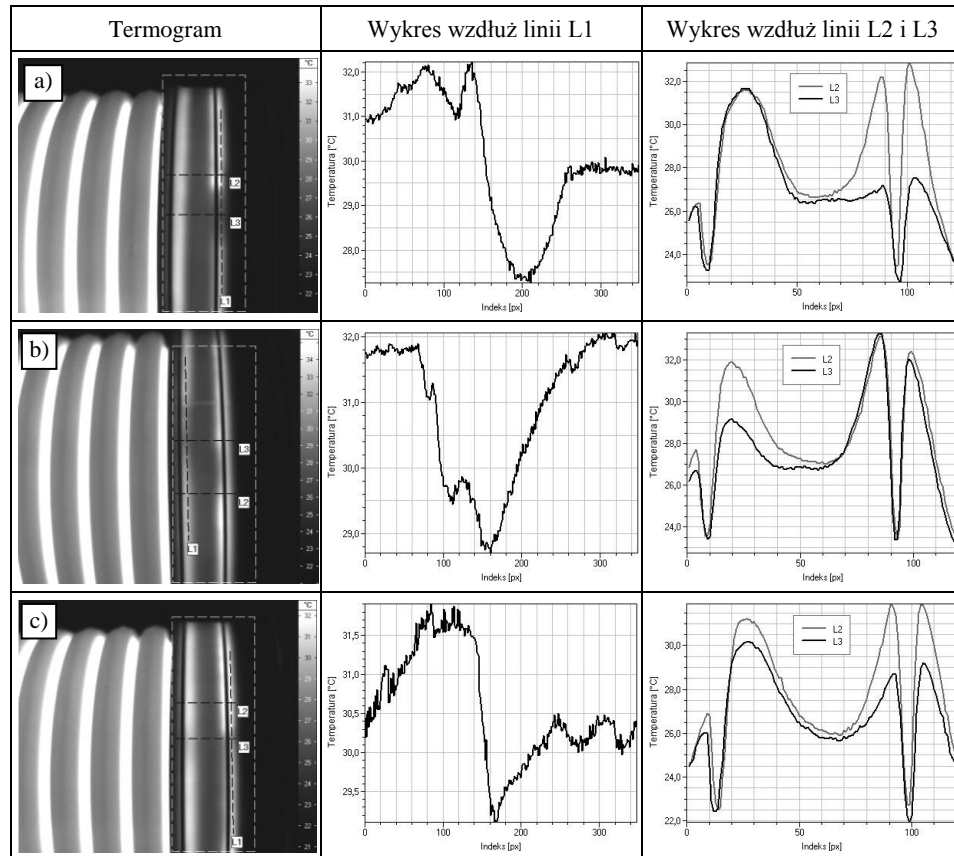 Termogram
Wykres wzdłuż linii L1
Wykres wzdłuż linii L2 i L3
a)
°C
33
32
31
30
29
28
27
26
25
24
23
22
L2
L3
L1
Temperatura [°C]
32,0
31,0
30,0
29,0
28,0
0
100
200
300
Indeks [px]
Temperatura [°C]
32,0
30,0
28,0
26,0
24,0
0
50
100
Indeks [px]
L2
L3
b)
°C
34
33
32
31
30
29
28
27
26
25
24
23
22
L3
L2
L1
Temperatura [°C]
32,0
31,0
30,0
29,0
0
100
200
300
Indeks [px]
Temperatura [°C]
32,0
30,0
28,0
26,0
24,0
0
50
100
Indeks [px]
L2
L3
c)
°C
32
31
30
29
28
27
26
25
24
23
22
21
L2
L3
L1
Temperatura [°C]
31,5
30,5
30,0
29,5
0
100
200
300
Indeks [px]
Temperatura [°C]
30,0
28,0
26,0
24,0
22,0
0
50
100
Indeks [px]
L2
L3